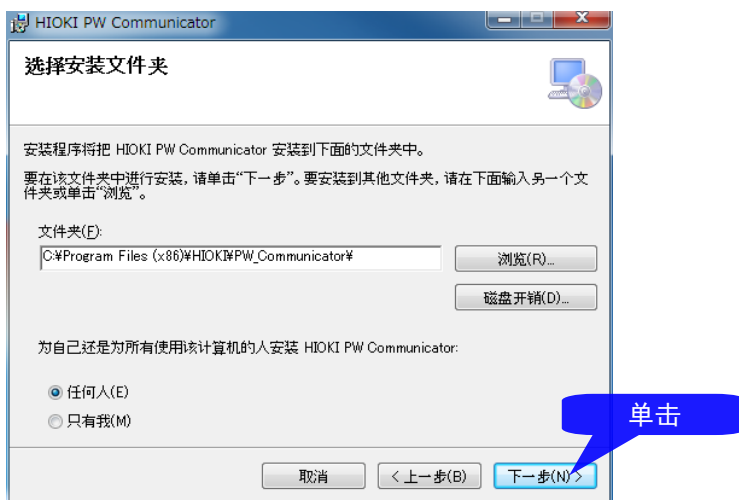 HIOKI PW Communicator
选择安装文件夹
安装程序将把 HIOKI PW Communicator 安装到下面的文件夹中。
要在该文件夹中进行安装，请单击“下一步”。要安装到其他文件夹，请在下面输入另一个文
件夹或单击“浏览”。
文件夹(F):
C:¥Program Files (x86)¥HIOKI¥PW_Communicator¥
浏览(R)...
磁盘开销(D)...
为自己还是为所有使用该计算机的人安装 HIOKI PW Communicator:
任何人(E)
只有我(M)
单击
取消
< 上一步(B)
下一步(N) >